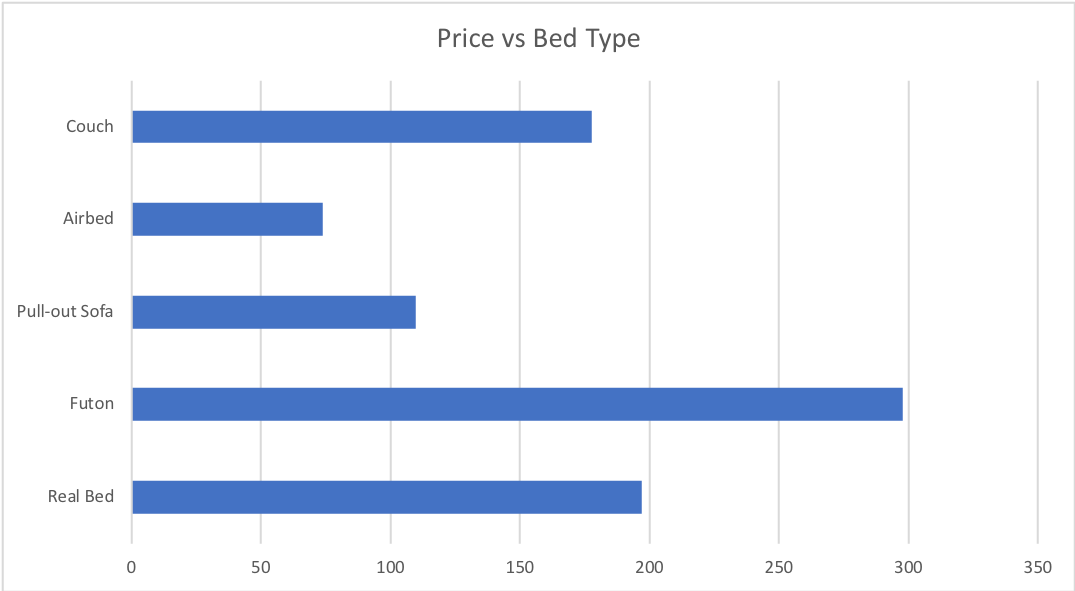 Price vs Bed Type
Couch
Airbed
Pull-out Sofa
Futon
Real Bed
0 50 100 150 200 250 300 350